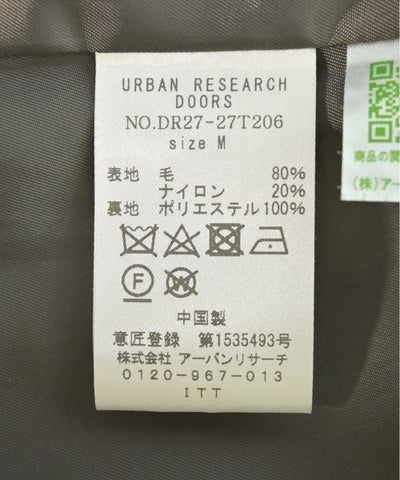 URBAN RESEARCH
DOORS
NO.DR27-27T206
size M
表地 毛 80%
ナイロン 20%
裏地 ポリエステル100%
F W
中国製
意匠登録 第1535493号
株式会社 アーバンリサーチ
0120-967-013
ITT
商品の関
(株)アー